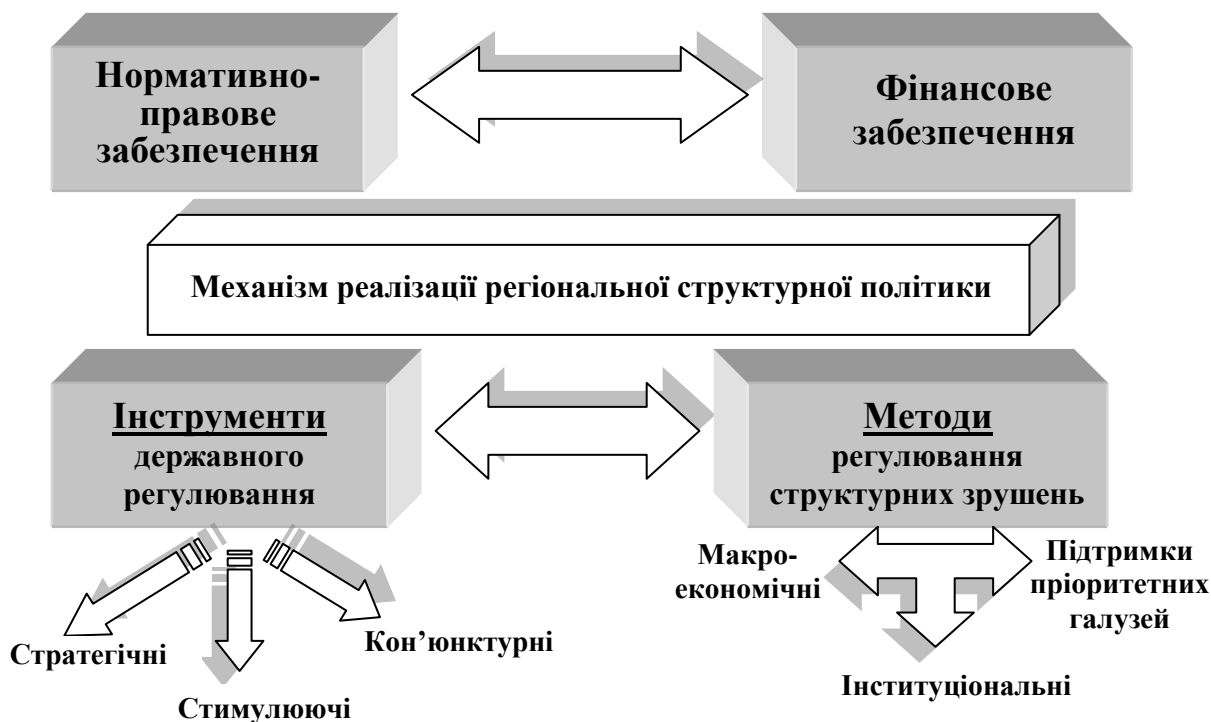 Нормативно-
правове
забезпечення
Фінансове
забезпечення
Механізм реалізації регіональної структурної політики
Інструменти
державного
регулювання
Методи
регулювання
структурних зрушень
Стратегічні
Стимулюючі
Кон’юнктурні
Макро-
економічні
Інституціональні
Підтримки
пріоритетних
галузей